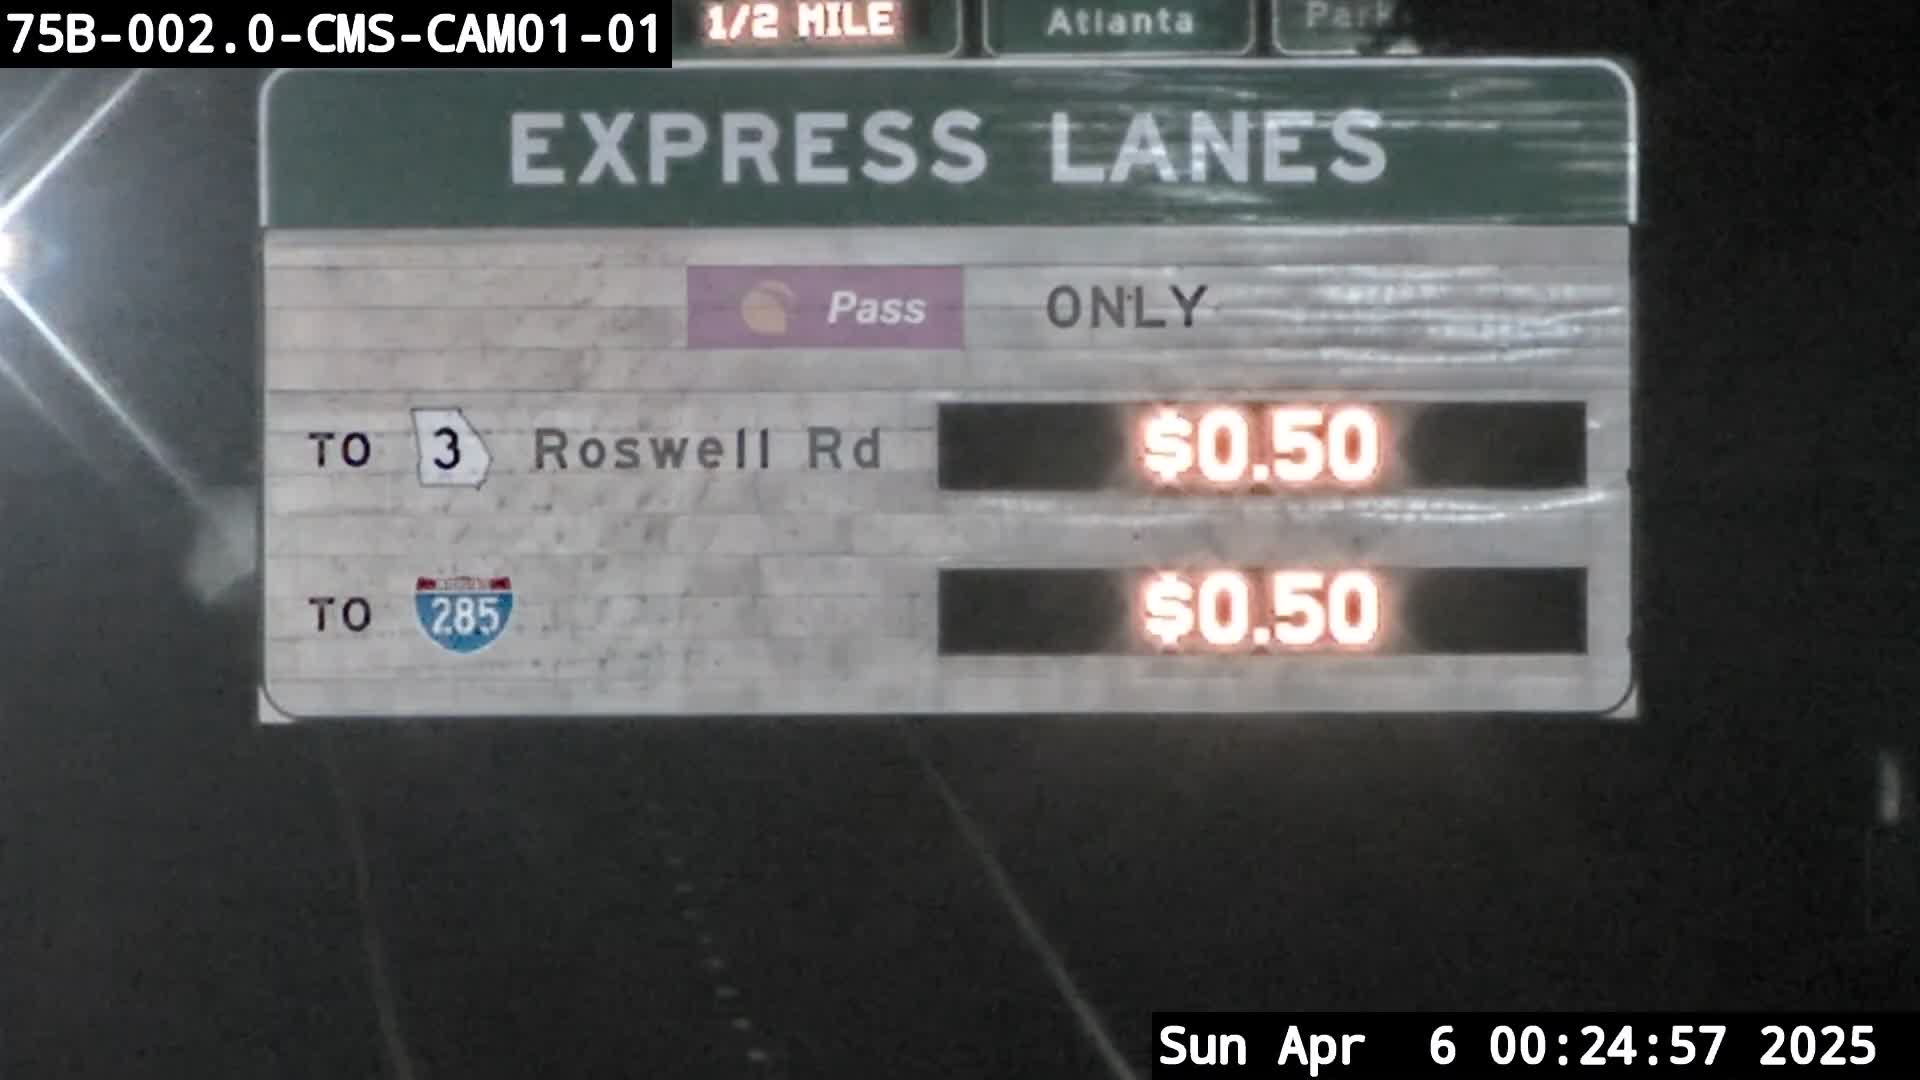 75B-002.0-CMS-CAM01-01
1/2 MILE
Atlanta
Park
EXPRESS LANES
Pass ONLY
TO 3 Roswell Rd $0.50
TO 285 $0.50
Sun Apr 6 00:24:57 2025